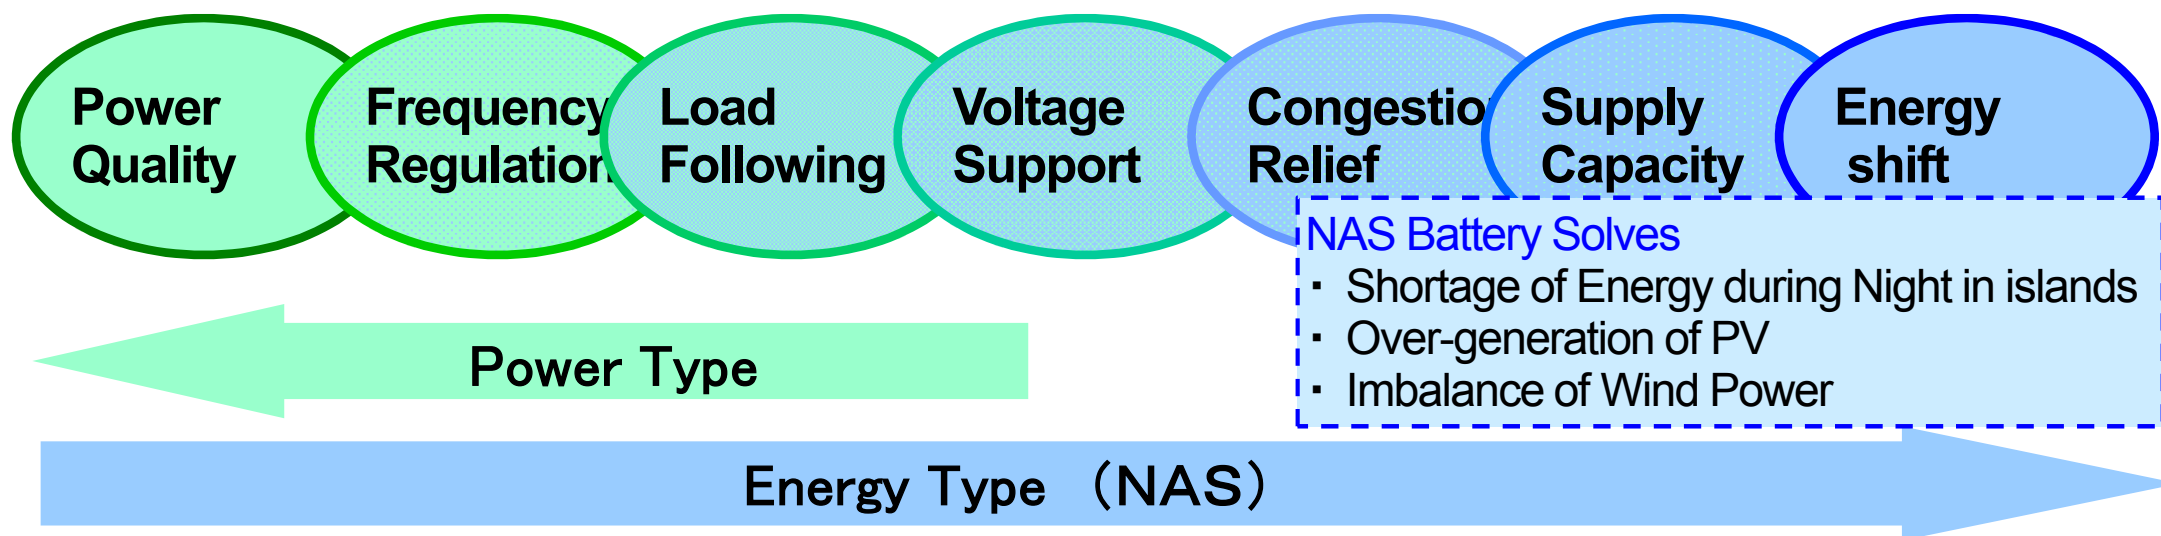 Power
Quality
Frequency
Regulation
Load
Following
Voltage
Support
Congestion
Relief
Supply
Capacity
Energy
shift
NAS Battery Solves
・ Shortage of Energy during Night in islands
・ Over-generation of PV
・ Imbalance of Wind Power
Power Type
Energy Type （NAS）